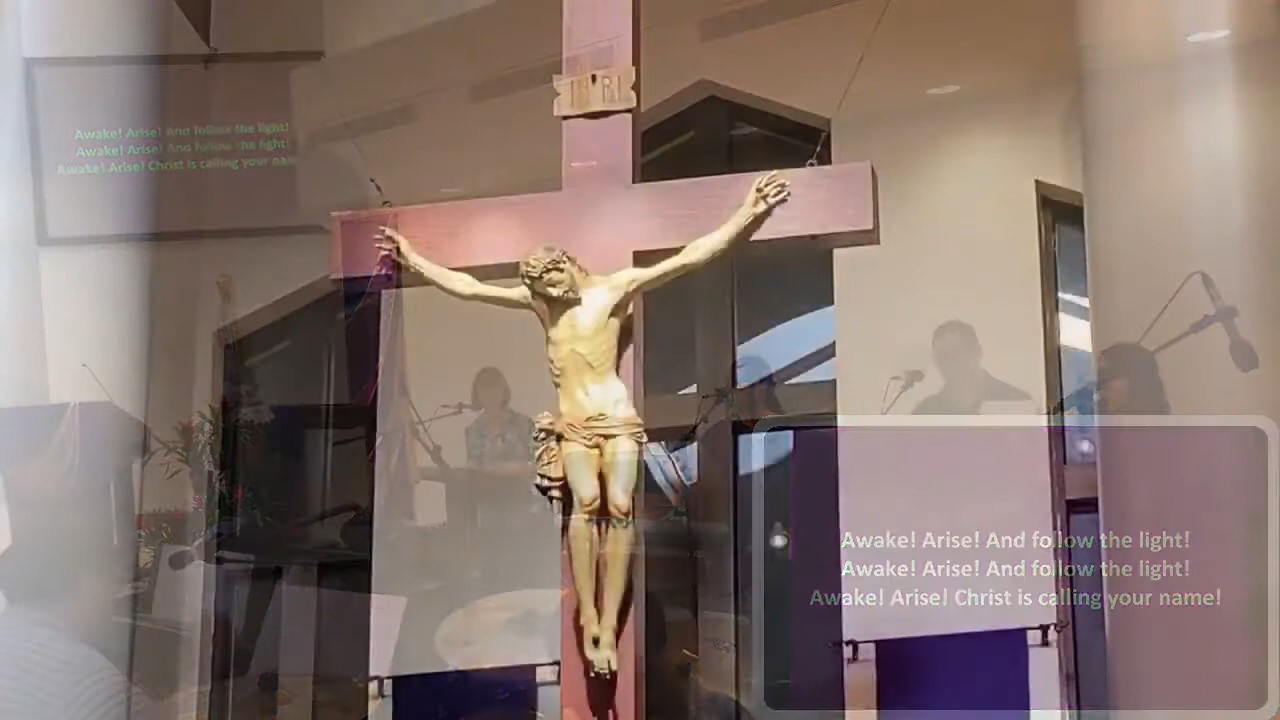 INRI
Awake! Arise! And follow the light!
Awake! Arise! And follow the light!
Awake! Arise! Christ is calling your
Awake! Arise! And follow the light!
Awake! Arise! And follow the light!
Awake! Arise! Christ is calling your name!